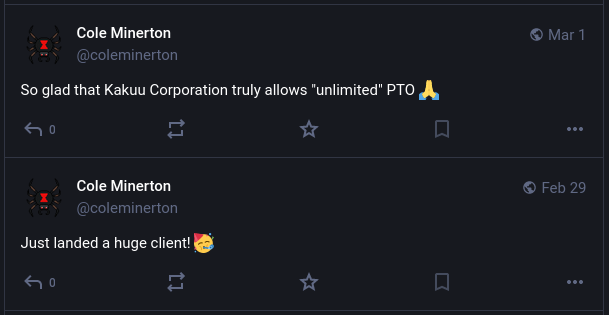 Cole Minerton
Mar 1
@coleminerton
So glad that Kakuu Corporation truly allows "unlimited" PTO 🙏
0
Cole Minerton
Feb 29
@coleminerton
Just landed a huge client! 🥳
0